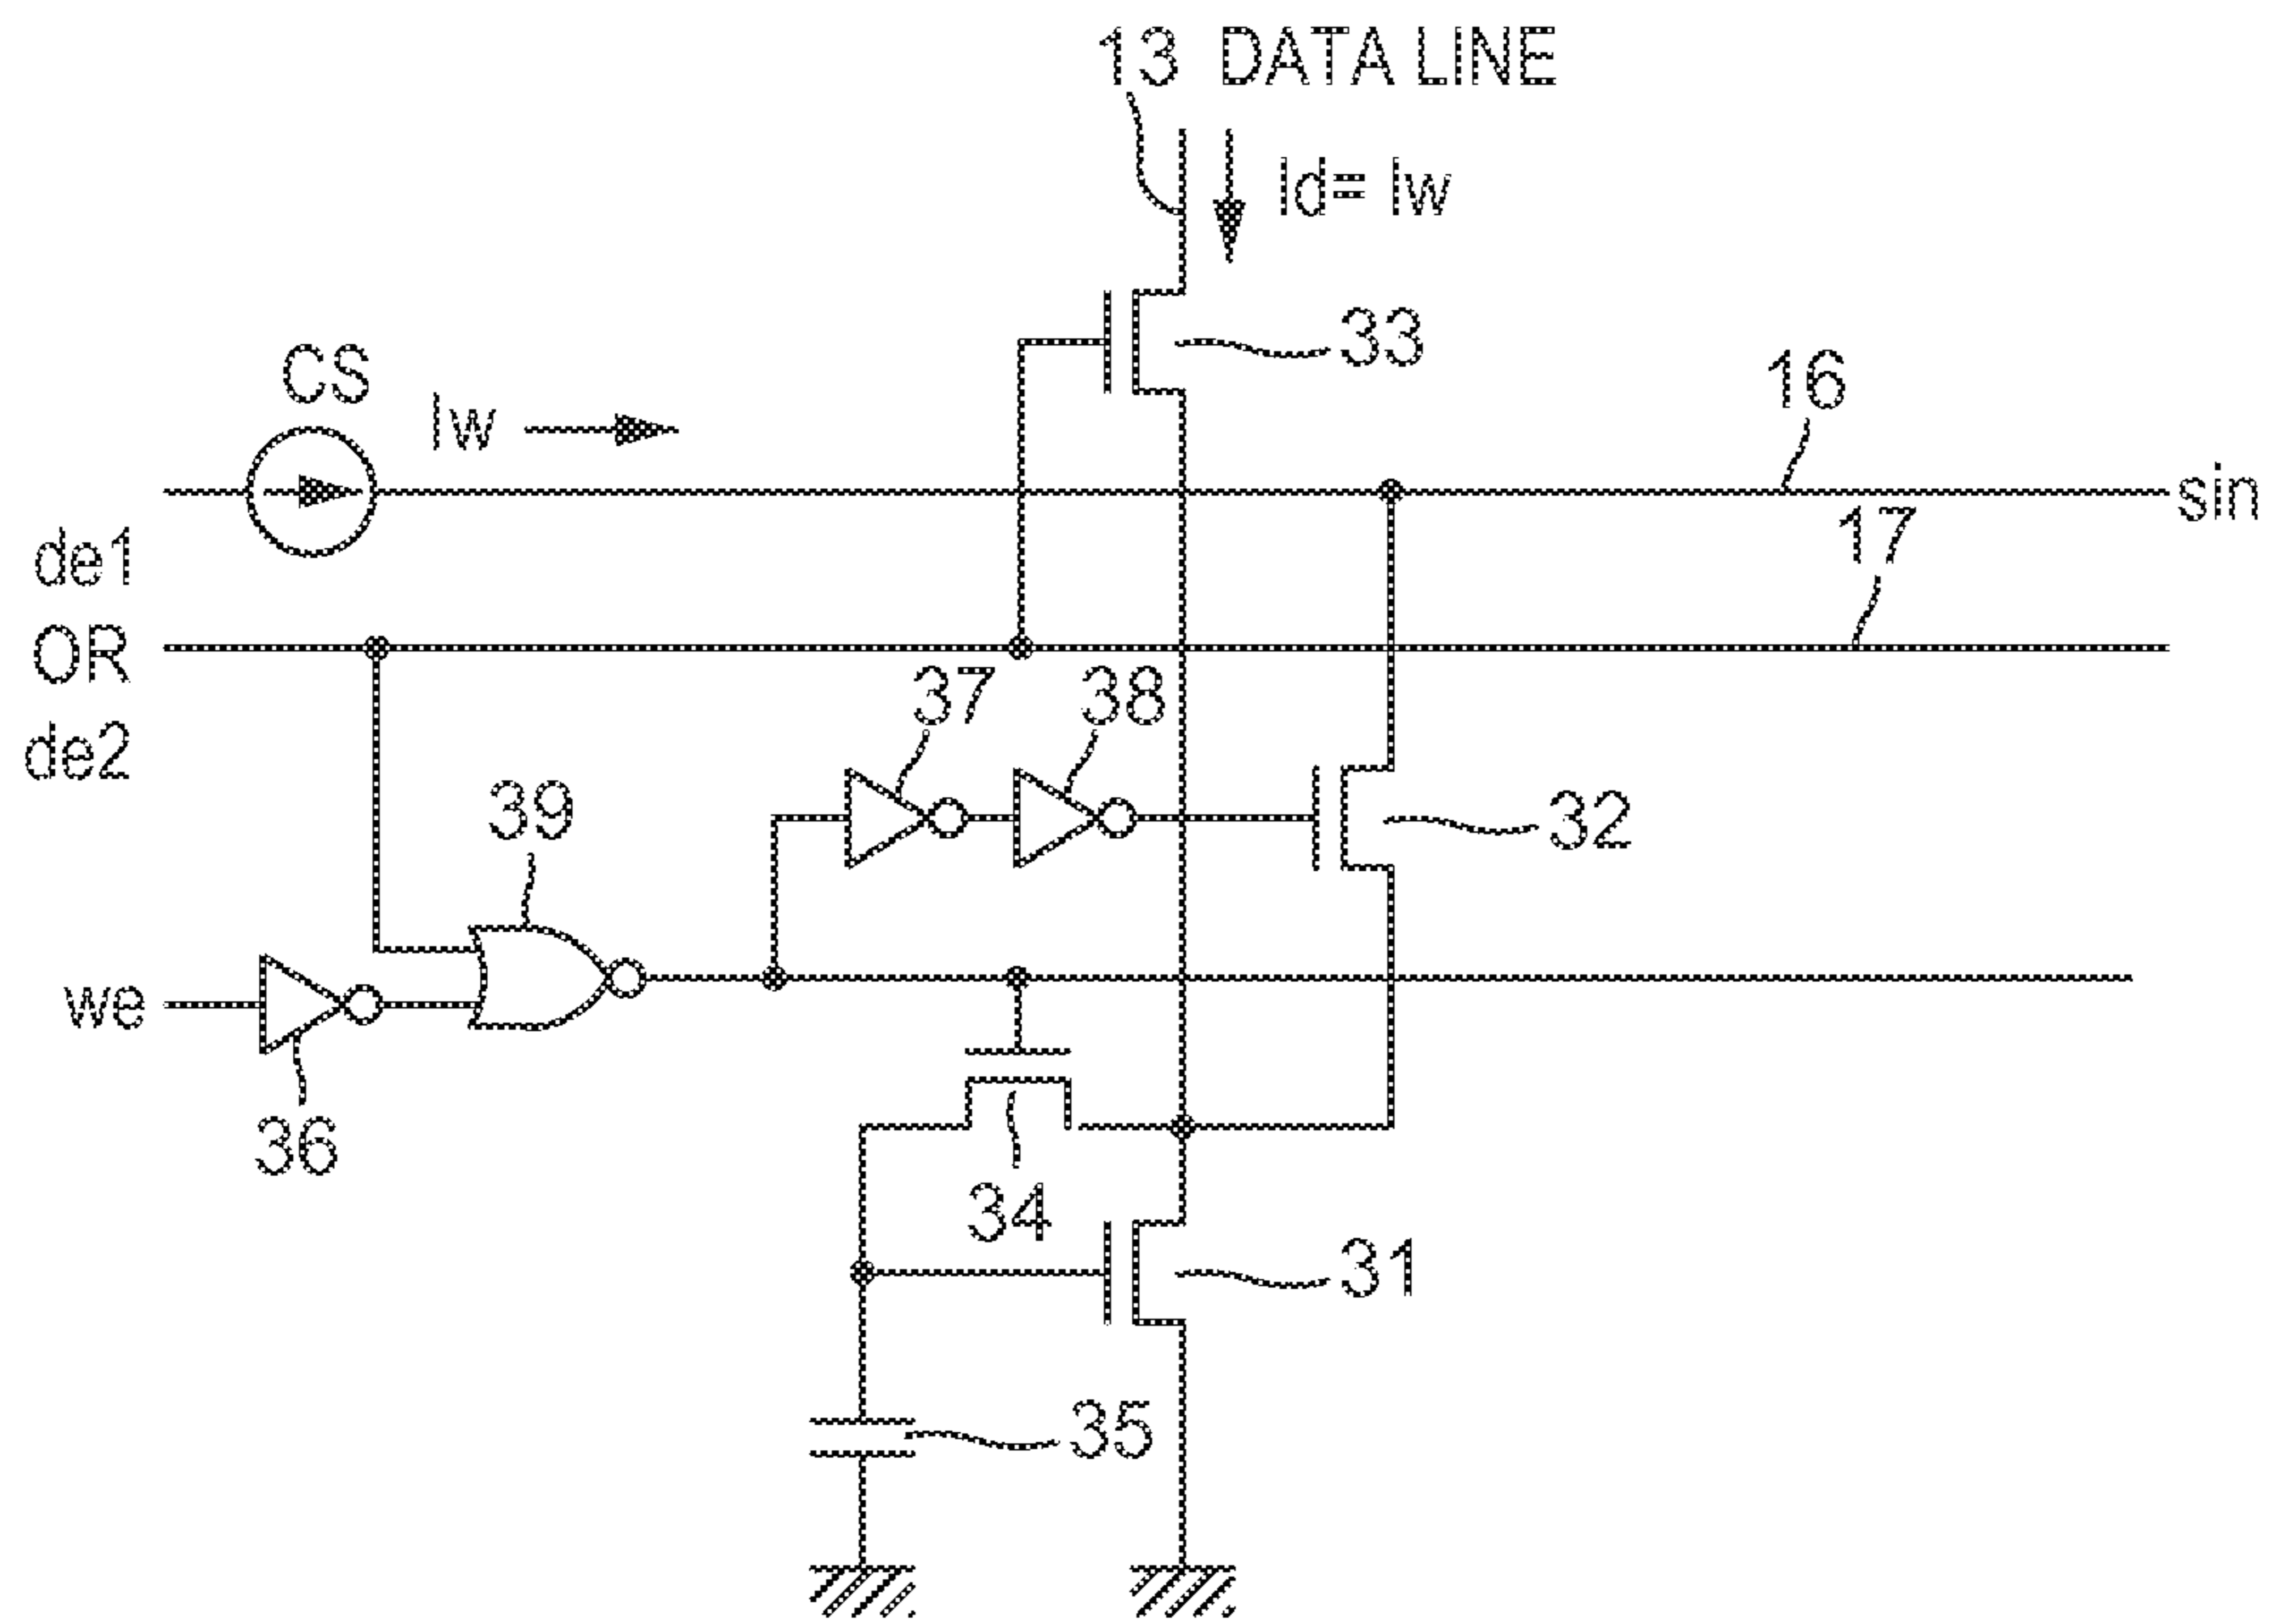 13 DATA LINE
Id= Iw
33
CS
Iw
16
sin
de1
17
OR
37
38
de2
39
32
we
36
34
31
35